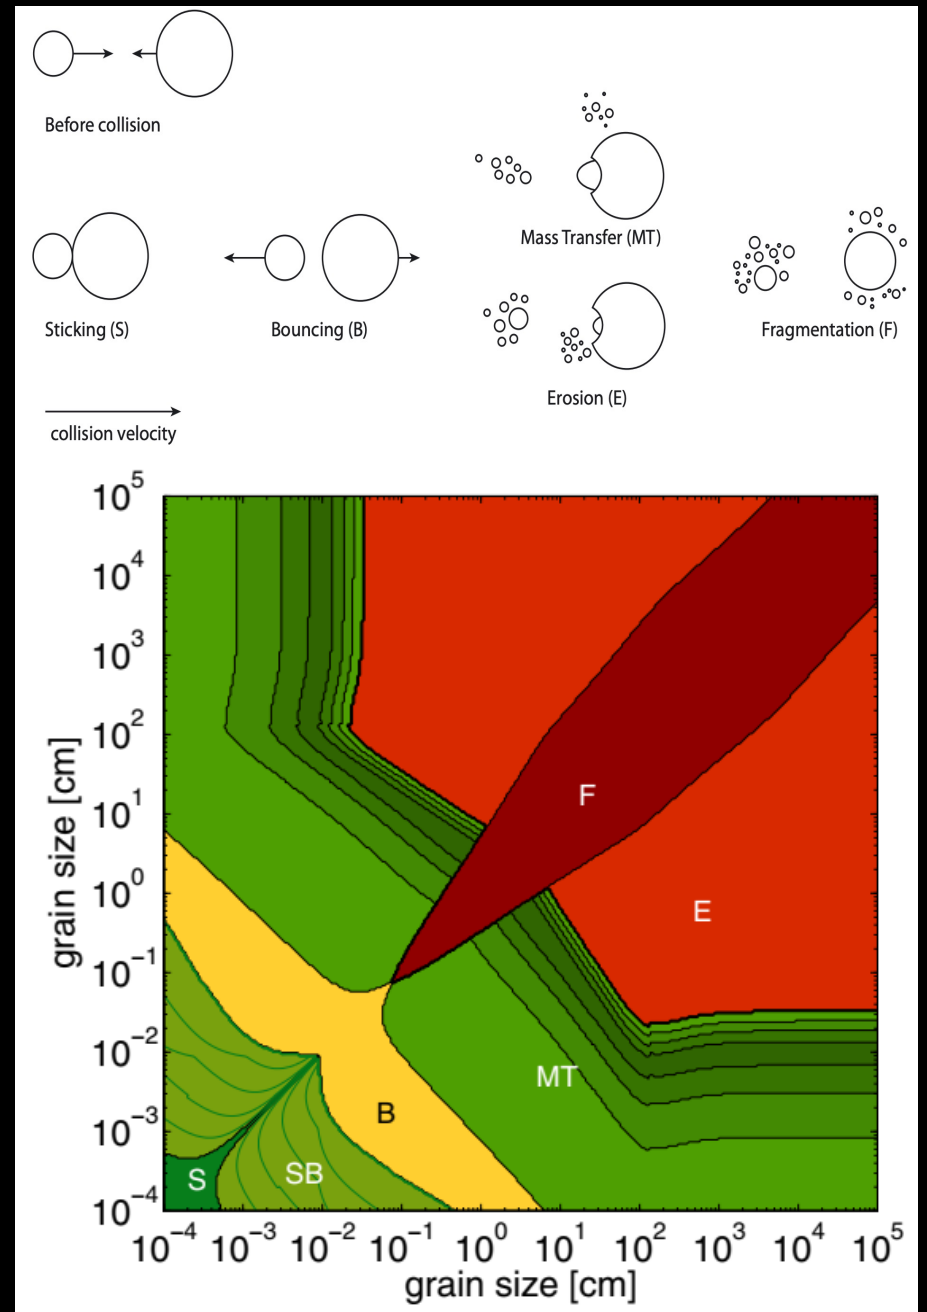 Before collision
Mass Transfer (MT)
Sticking (S)
Bouncing (B)
Fragmentation (F)
Erosion (E)
collision velocity
10^5
10^4
10^3
10^2
10^1
10^0
10^-1
10^-2
10^-3
10^-4
grain size [cm]
F
E
MT
B
S
SB
10^-4 10^-3 10^-2 10^-1 10^0 10^1 10^2 10^3 10^4 10^5
grain size [cm]